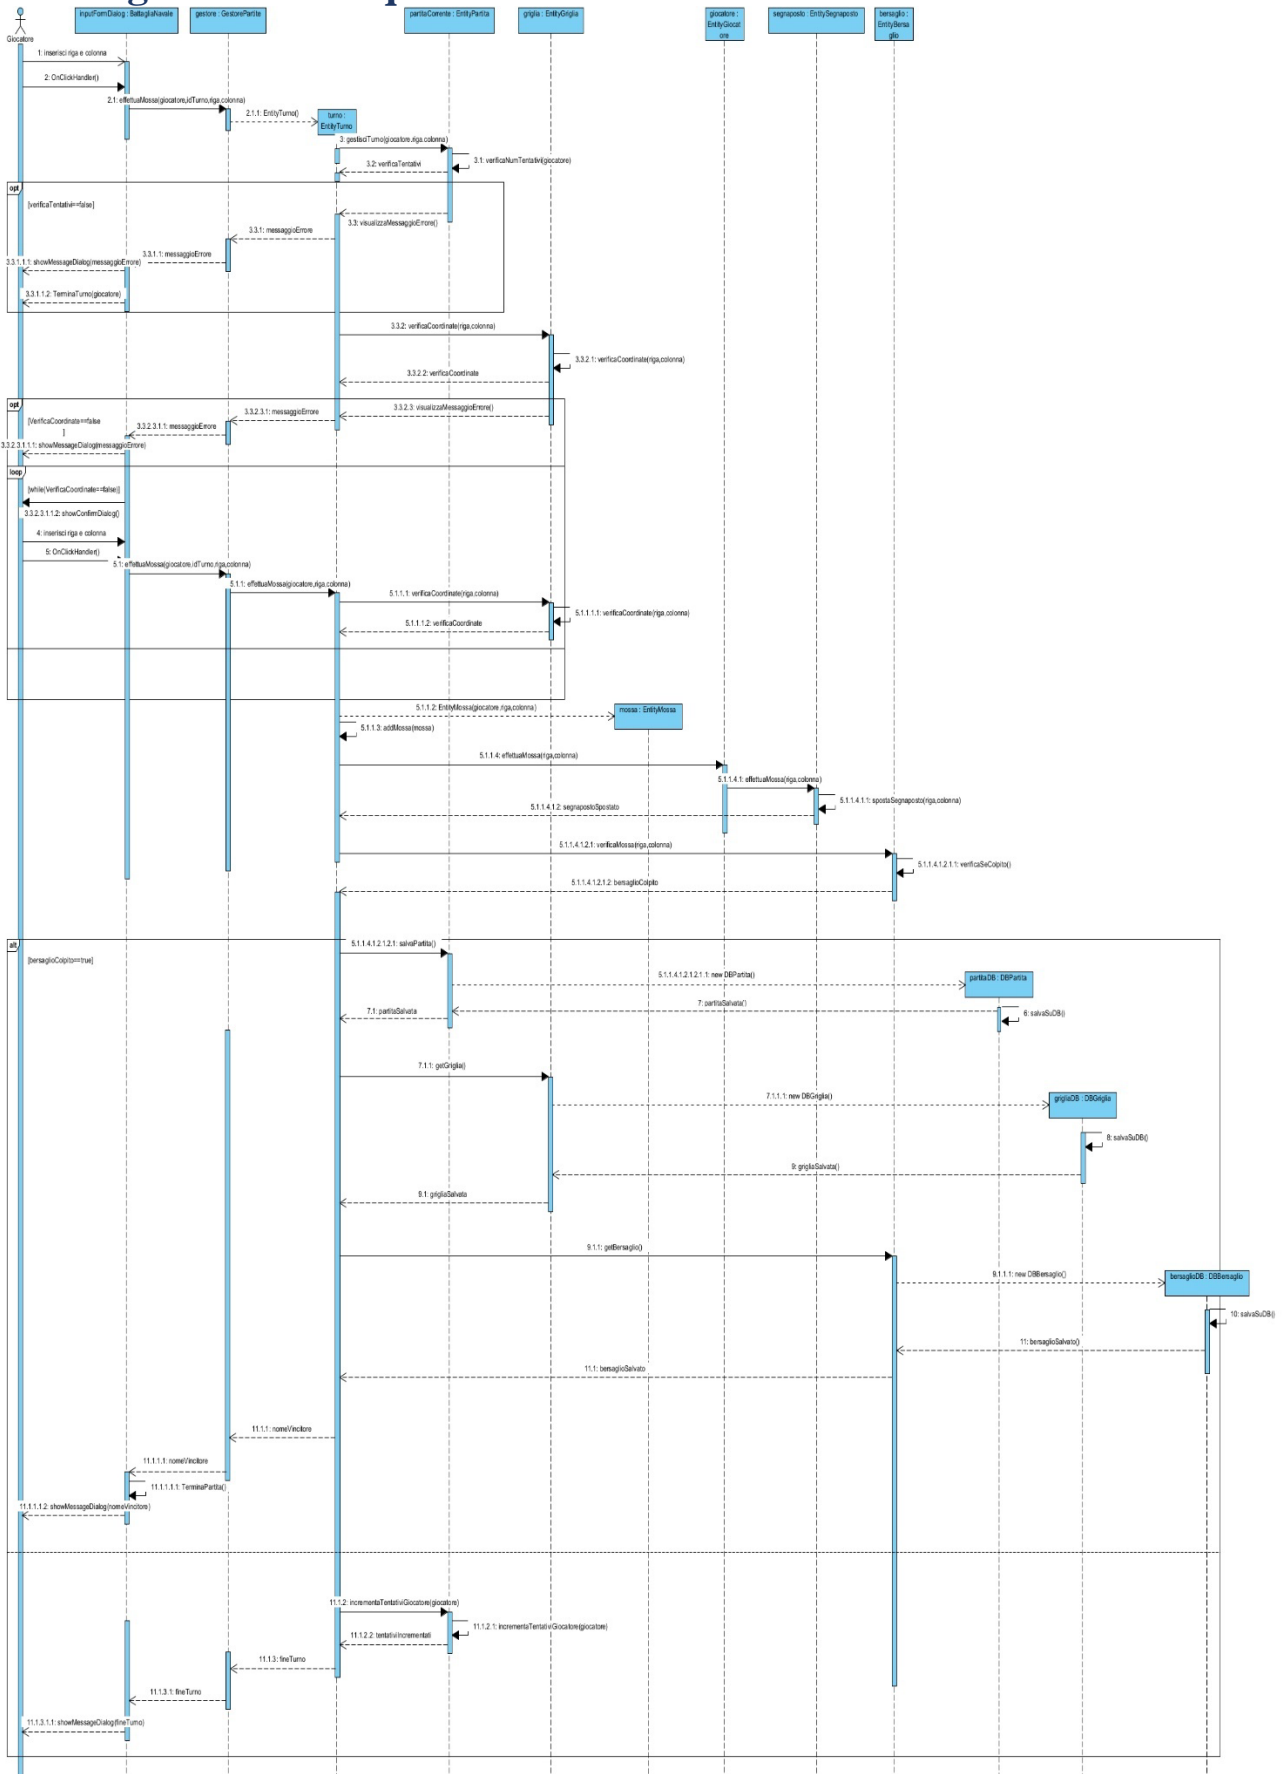 inputFormDialog : BattagliaNavale
gestore : GestorePartite
partitaCorrente : EntityPartita
griglia : EntityGriglia
giocatore :
EntityGiocat
ore
segnaposto : EntitySegnaposto
bersaglio :
EntityBersa
glio
Giocatore
1: inserisci riga e colonna
2: OnClickHandler()
2.1: effettuaMossa(giocatore,idTurno,riga,colonna)
2.1.1: EntityTurno()
turno :
EntityTurno
3: gestisciTurno(giocatore,riga,colonna)
3.1: verificaNumTentativi(giocatore)
3.2: verificaTentativi
opt
[verificaTentativi==false]
3.3: visualizzaMessaggioErrore()
3.3.1: messaggioErrore
3.3.1.1: messaggioErrore
3.3.1.1.1: showMessageDialog(messaggioErrore)
3.3.1.1.2: TerminaTurno(giocatore)
3.3.2: verificaCoordinate(riga,colonna)
3.3.2.1: verificaCoordinate(riga,colonna)
3.3.2.2: verificaCoordinate
opt
3.3.2.3: visualizzaMessaggioErrore()
3.3.2.3.1: messaggioErrore
[VerificaCoordinate==false
]
3.3.2.3.1.1: messaggioErrore
3.3.2.3.1.1.1: showMessageDialog(messaggioErrore)
loop
[while(VerificaCoordinate==false)]
3.3.2.3.1.1.2: showConfirmDialog()
4: inserisci riga e colonna
5: OnClickHandler()
5.1: effettuaMossa(giocatore,idTurno,riga,colonna)
5.1.1: effettuaMossa(giocatore,riga,colonna)
5.1.1.1: verificaCoordinate(riga,colonna)
5.1.1.1.1: verificaCoordinate(riga,colonna)
5.1.1.1.2: verificaCoordinate
5.1.1.2: EntityMossa(giocatore,riga,colonna)
mossa : EntityMossa
5.1.1.3: addMossa(mossa)
5.1.1.4: effettuaMossa(riga,colonna)
5.1.1.4.1: effettuaMossa(riga,colonna)
5.1.1.4.1.1: spostaSegnaposto(riga,colonna)
5.1.1.4.1.2: segnapostoSpostato
5.1.1.4.1.2.1: verificaMossa(riga,colonna)
5.1.1.4.1.2.1.1: verificaSeColpito()
5.1.1.4.1.2.1.2: bersaglioColpito
alt
5.1.1.4.1.2.1.2.1: salvaPartita()
[bersaglioColpito==true]
5.1.1.4.1.2.1.2.1.1: new DBPartita()
partitaDB : DBPartita
7: partitaSalvata()
7.1: partitaSalvata
6: salvaSuDB()
7.1.1: getGriglia()
7.1.1.1: new DBGriglia()
grigliaDB : DBGriglia
8: salvaSuDB()
9: grigliaSalvata()
9.1: grigliaSalvata
9.1.1: getBersaglio()
9.1.1.1: new DBBersaglio()
bersaglioDB : DBBersaglio
10: salvaSuDB()
11: bersaglioSalvato()
11.1: bersaglioSalvato
11.1.1: nomeVincitore
11.1.1.1: nomeVincitore
11.1.1.1.1: TerminaPartita()
11.1.1.1.2: showMessageDialog(nomeVincitore)
11.1.2: incrementaTentativiGiocatore(giocatore)
11.1.2.1: incrementaTentativiGiocatore(giocatore)
11.1.2.2: tentativiIncrementati
11.1.3: fineTurno
11.1.3.1: fineTurno
11.1.3.1.1: showMessageDialog(fineTurno)